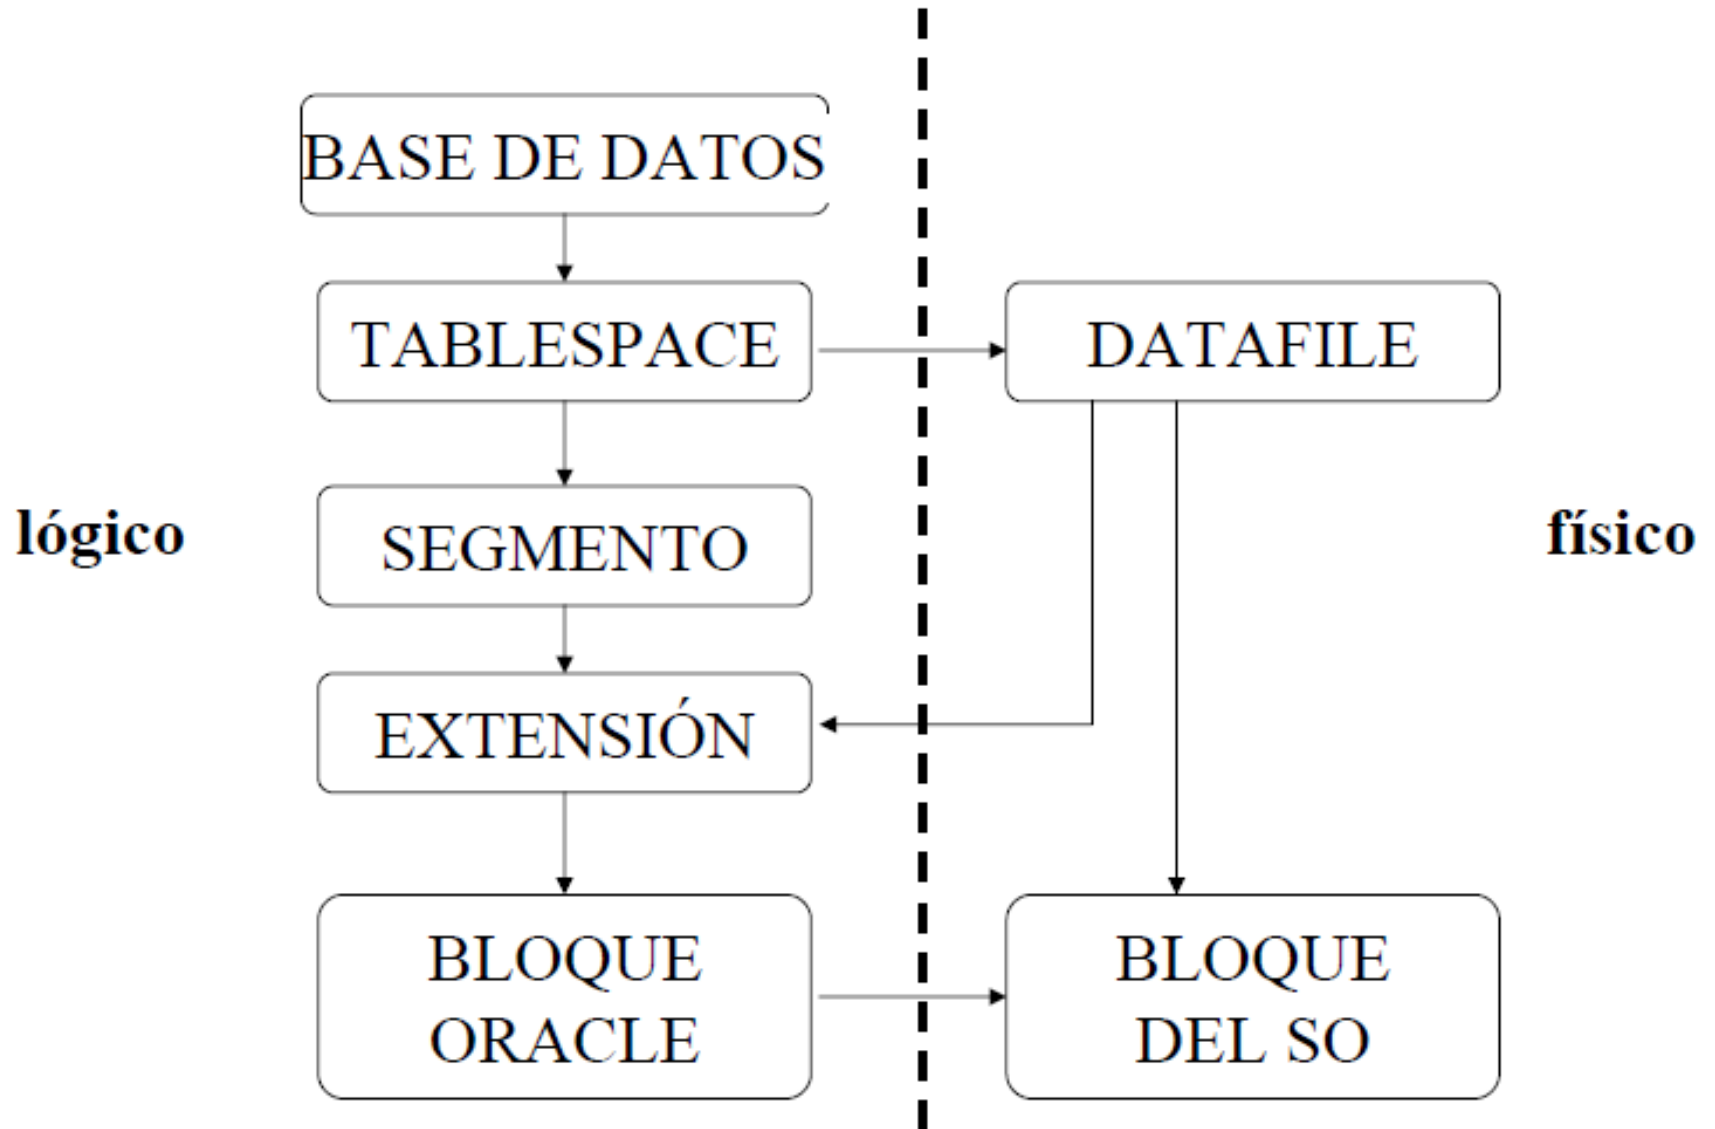 BASE DE DATOS
TABLESPACE
DATAFILE
lógico
SEGMENTO
físico
EXTENSIÓN
BLOQUE
ORACLE
BLOQUE
DEL SO